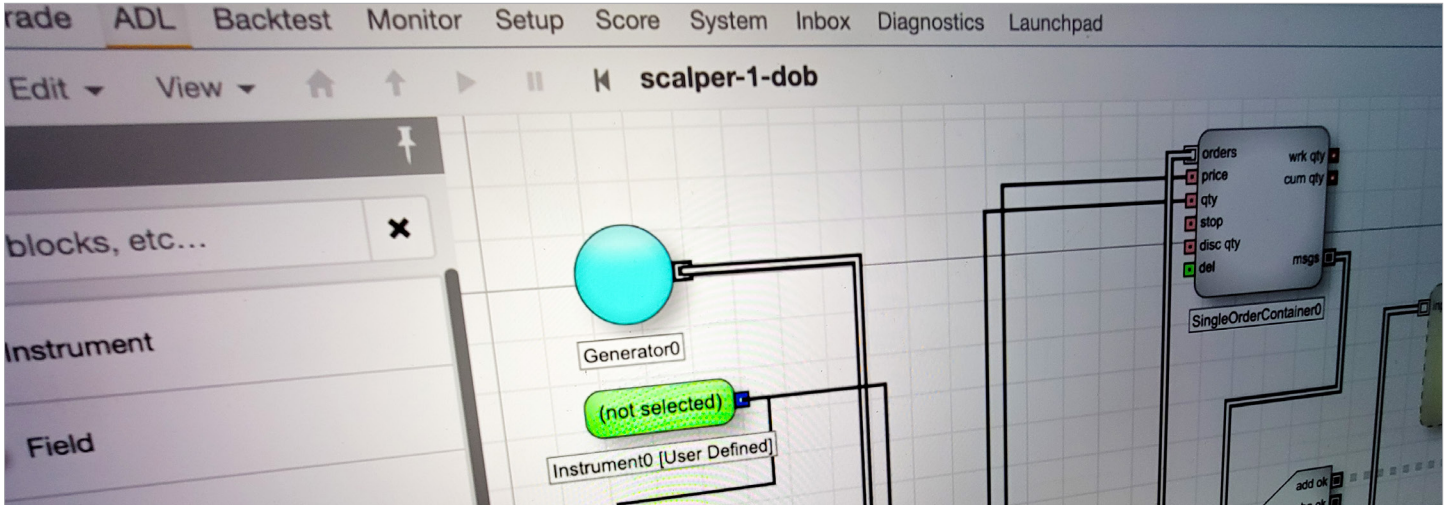 rade ADL Backtest Monitor Setup Score System Inbox Diagnostics Launchpad
Edit View scalper-1-dob
blocks, etc...
Instrument
Field
Generator0
(not selected)
Instrument0 [User Defined]
orders wrk qty
price cum qty
qty
stop
disc qty
del msgs
SingleOrderContainer0
add ok